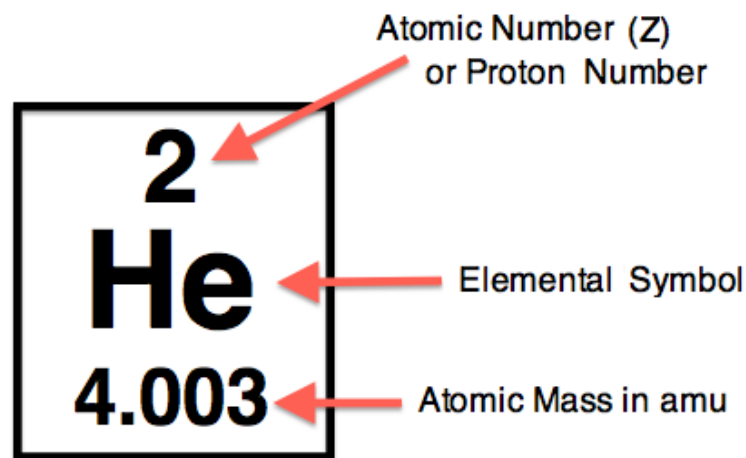 Atomic Number (Z)
or Proton Number
2
He
Elemental Symbol
4.003
Atomic Mass in amu